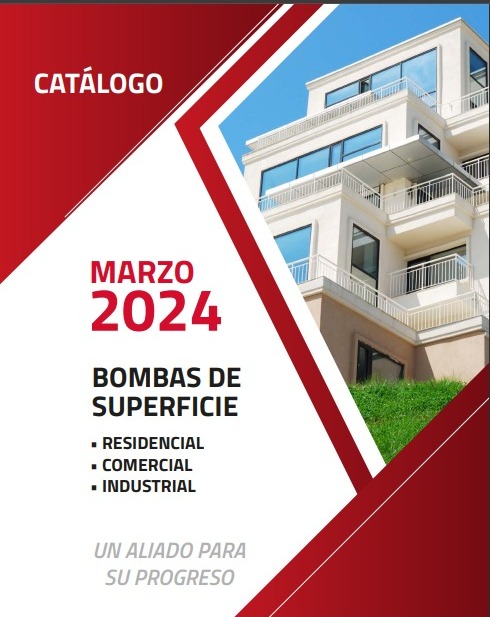 CATÁLOGO
MARZO
2024
BOMBAS DE
SUPERFICIE
▪ RESIDENCIAL
▪ COMERCIAL
▪ INDUSTRIAL
UN ALIADO PARA
SU PROGRESO